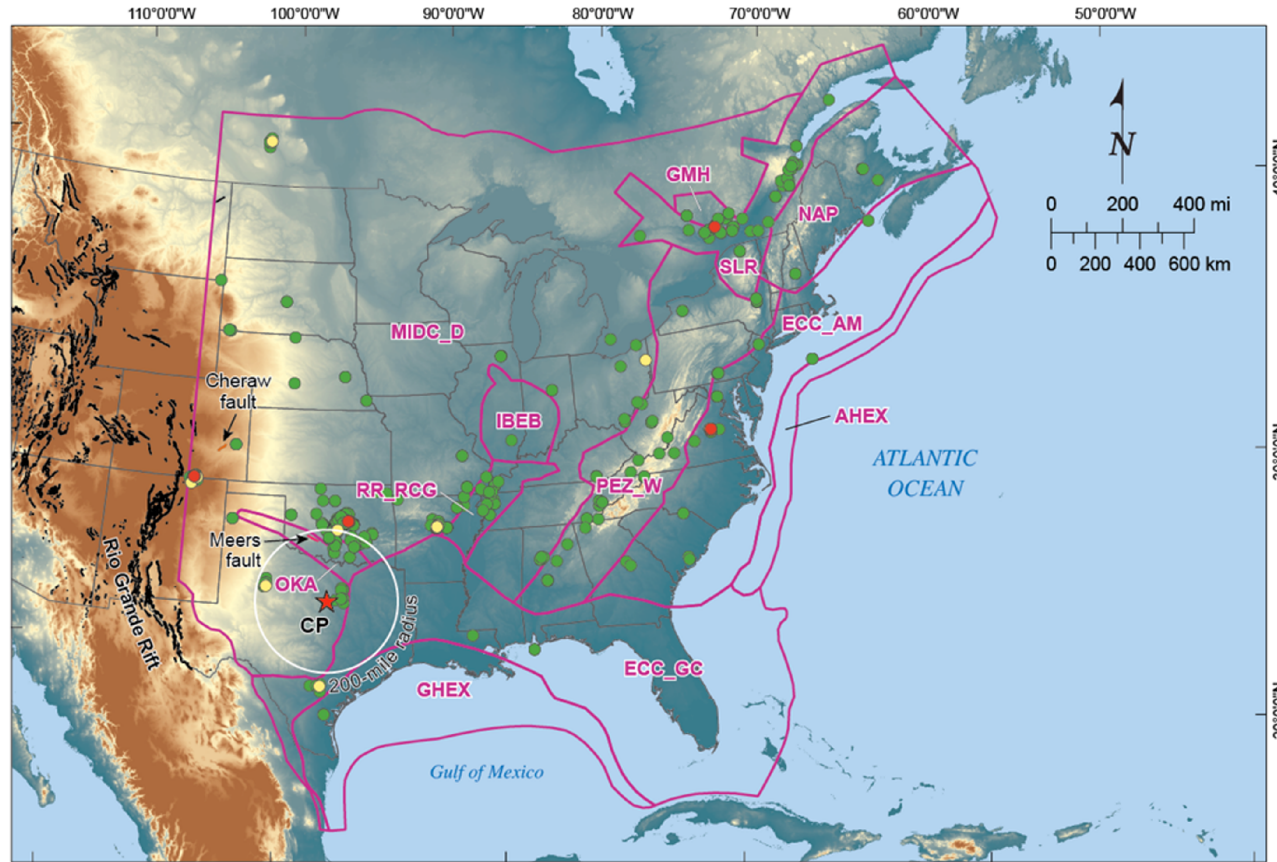 110°0'0"W
100°0'0"W
90°0'0"W
80°0'0"W
70°0'0"W
60°0'0"W
50°0'0"W
N
0 200 400 mi
0 200 400 600 km
GMH
NAP
SLR
MIDC_D
ECC_AM
Cheraw
fault
IBEB
AHEX
ATLANTIC
OCEAN
RR_RCG
PEZ_W
Meers
fault
OKA
CP
Rio Grande Rift
200-mile radius
ECC_GC
GHEX
Gulf of Mexico